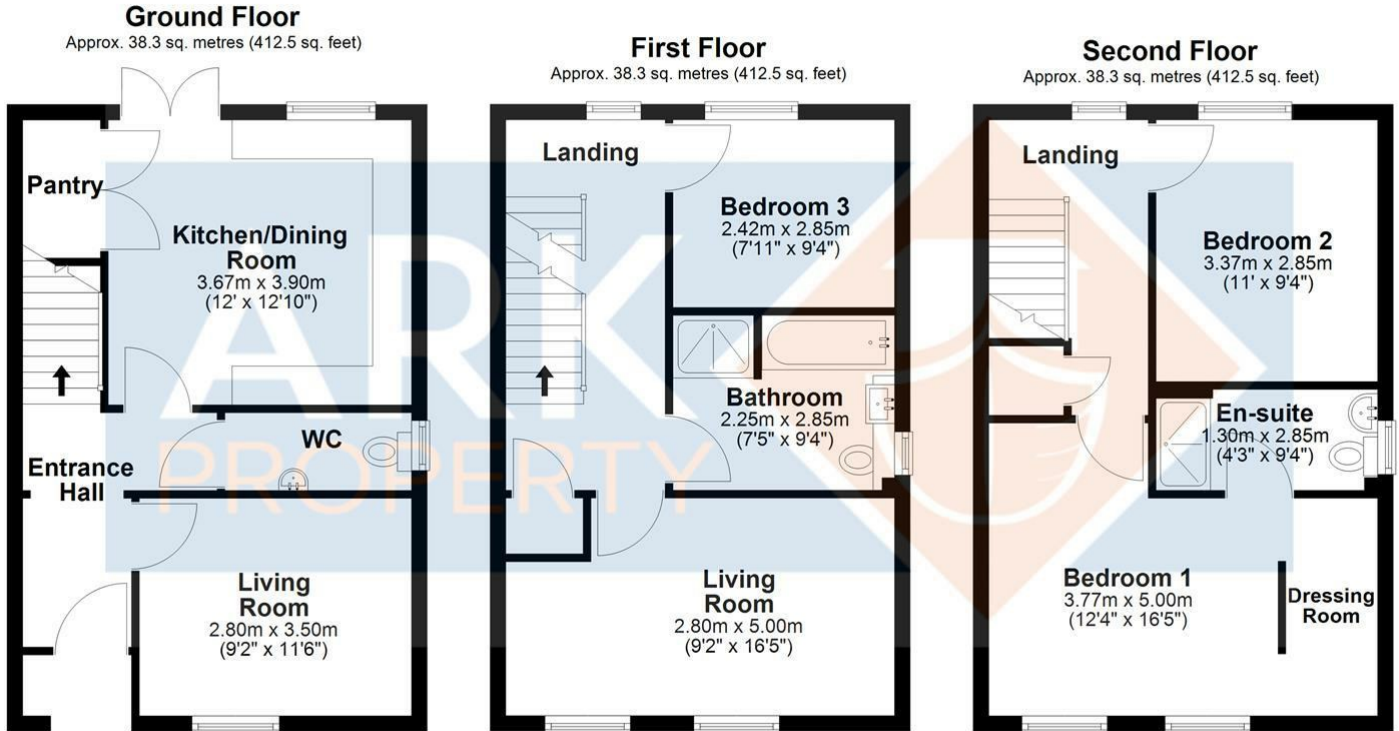 Ground Floor
Approx. 38.3 sq. metres (412.5 sq. feet)
Pantry
Kitchen/Dining
Room
3.67m x 3.90m
(12' x 12'10")
WC
Entrance
Hall
Living
Room
2.80m x 3.50m
(9'2" x 11'6")
First Floor
Approx. 38.3 sq. metres (412.5 sq. feet)
Landing
Bedroom 3
2.42m x 2.85m
(7'11" x 9'4")
Bathroom
2.25m x 2.85m
(7'5" x 9'4")
Living
Room
2.80m x 5.00m
(9'2" x 16'5")
Second Floor
Approx. 38.3 sq. metres (412.5 sq. feet)
Landing
Bedroom 2
3.37m x 2.85m
(11' x 9'4")
En-suite
1.30m x 2.85m
(4'3" x 9'4")
Bedroom 1
3.77m x 5.00m
(12'4" x 16'5")
Dressing
Room
ARK
PROPERTY